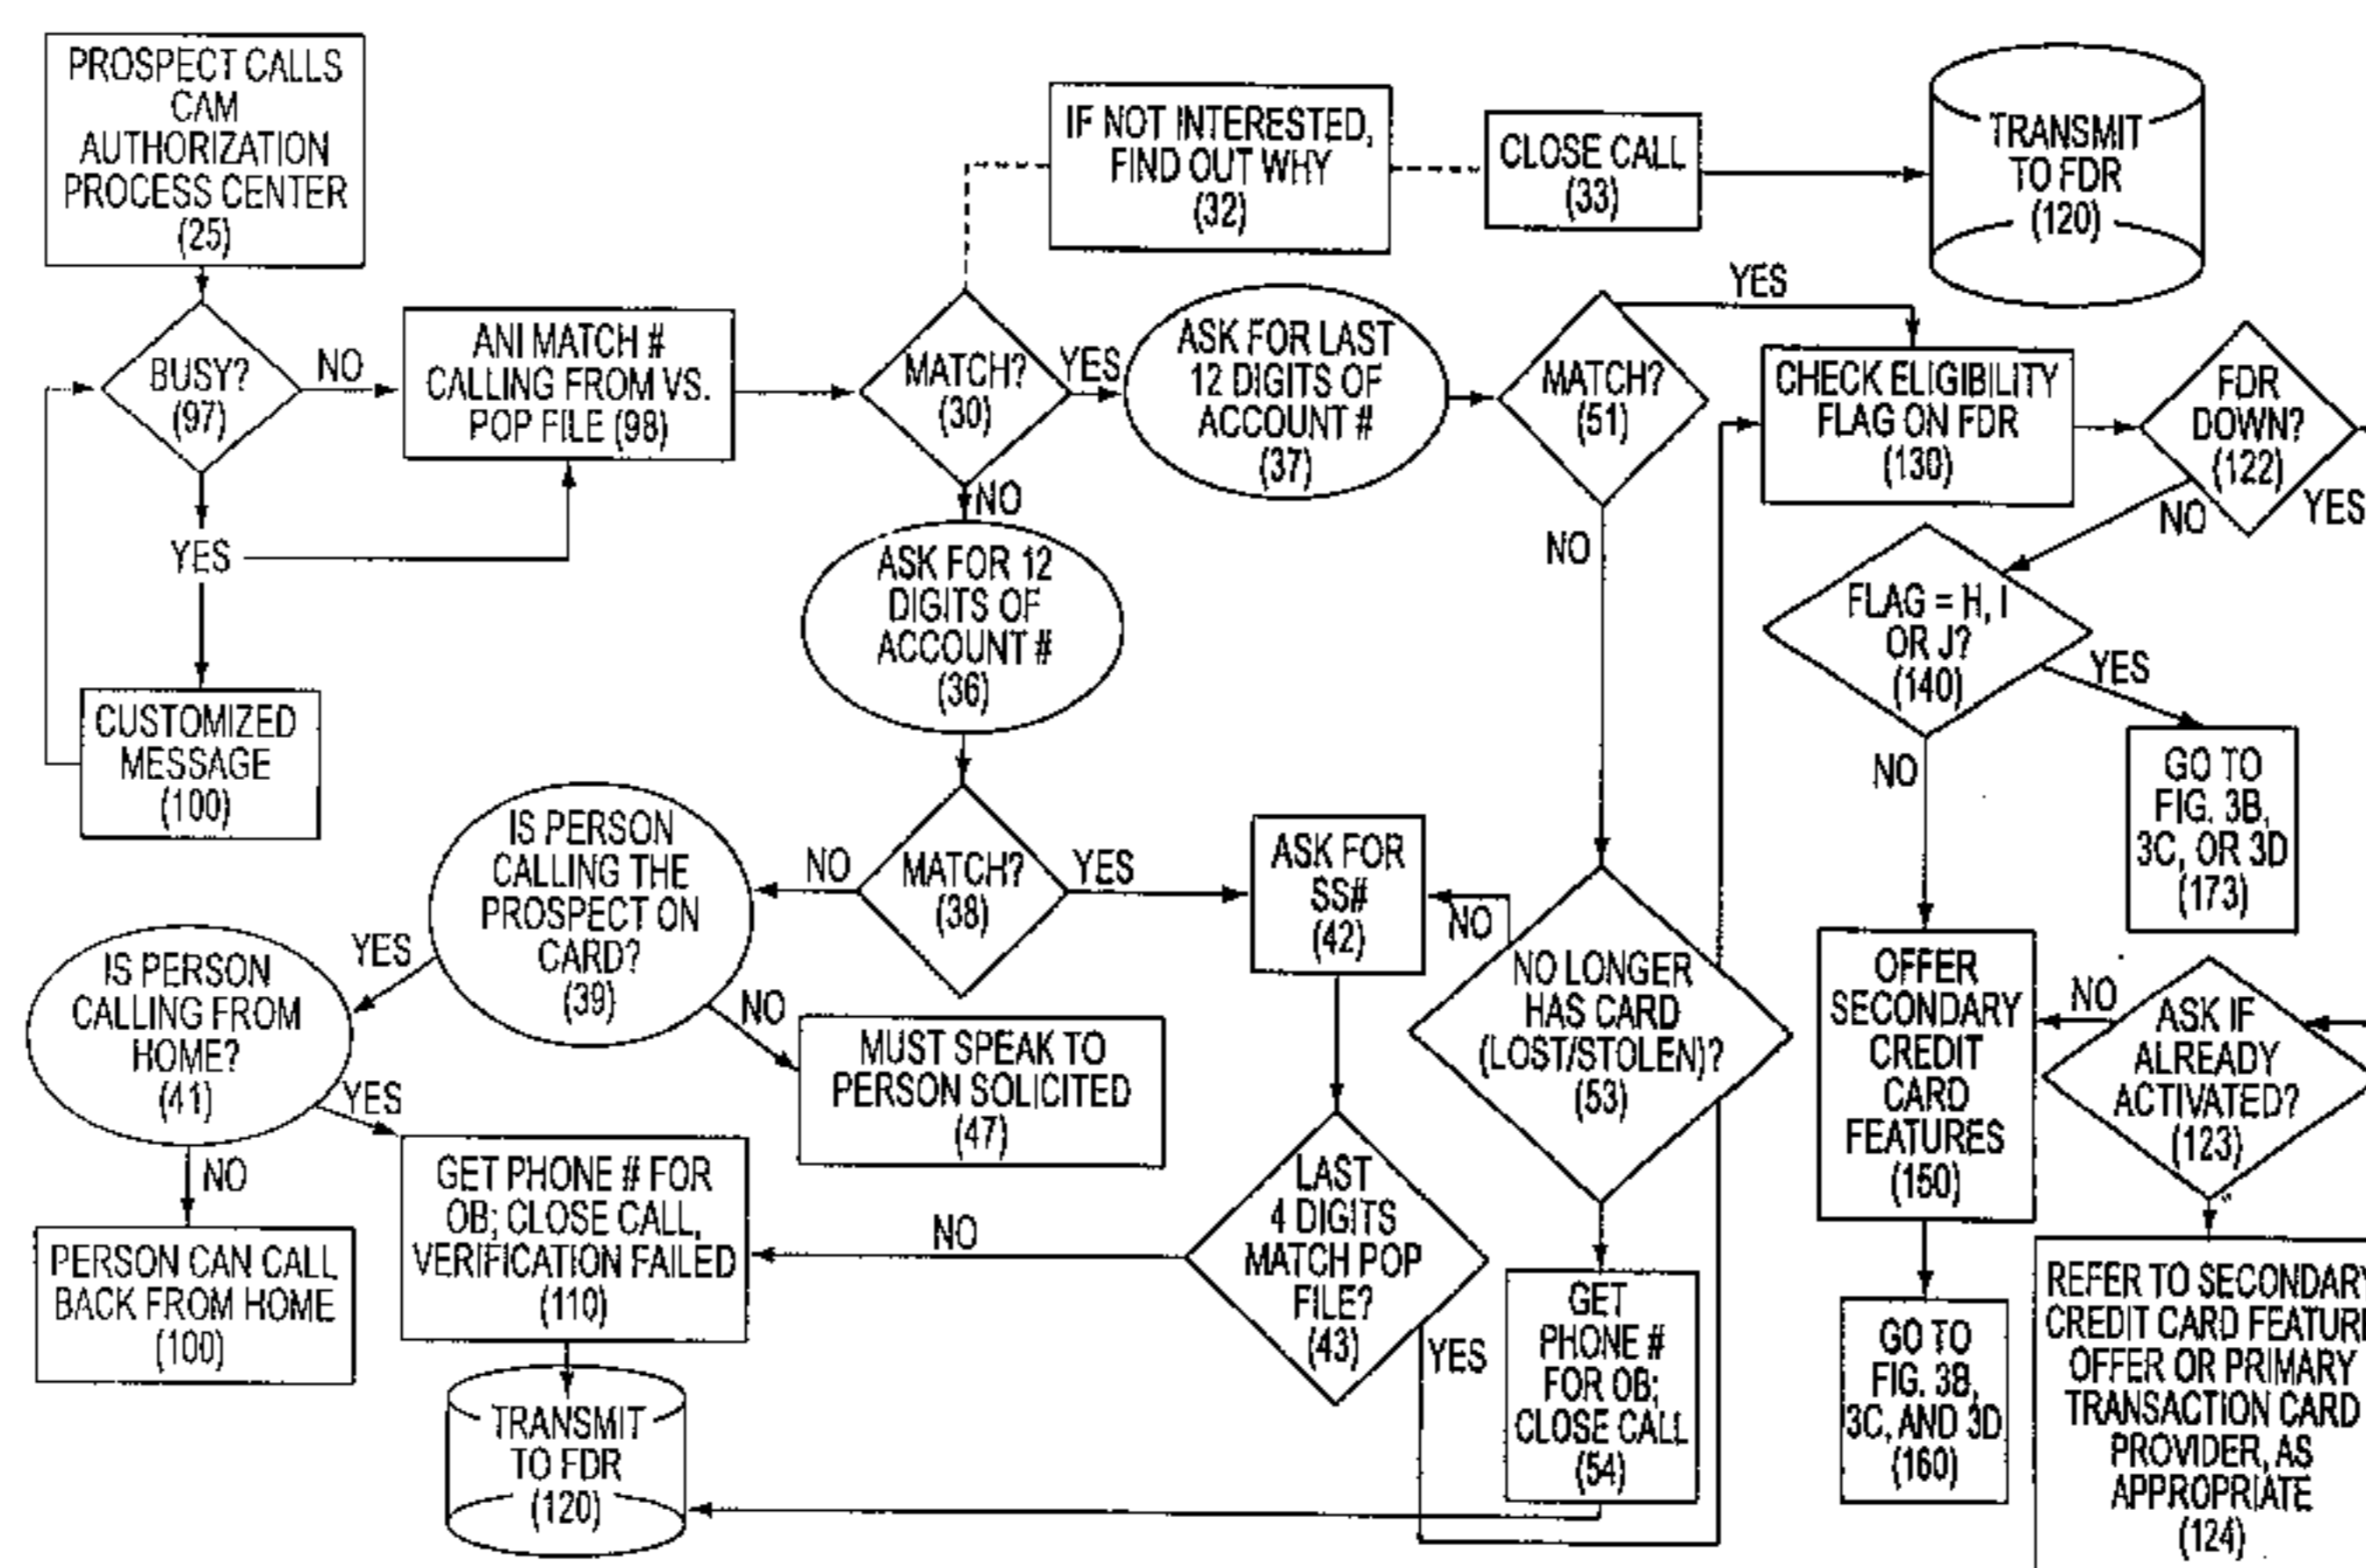 PROSPECT CALLS
CAM
AUTHORIZATION
PROCESS CENTER
(25)
BUSY?
(97)
NO
YES
CUSTOMIZED
MESSAGE
(100)
ANI MATCH #
CALLING FROM VS.
POP FILE (98)
MATCH?
(30)
YES
NO
IF NOT INTERESTED,
FIND OUT WHY
(32)
CLOSE CALL
(33)
TRANSMIT
TO FDR
(120)
ASK FOR LAST
12 DIGITS OF
ACCOUNT #
(37)
MATCH?
(51)
YES
NO
CHECK ELIGIBILITY
FLAG ON FDR
(130)
FDR
DOWN?
(122)
NO
YES
FLAG = H, I
OR J?
(140)
YES
NO
GO TO
FIG. 3B,
3C, OR 3D
(173)
ASK FOR 12
DIGITS OF
ACCOUNT #
(36)
MATCH?
(38)
NO
YES
IS PERSON
CALLING THE
PROSPECT ON
CARD?
(39)
YES
NO
IS PERSON
CALLING FROM
HOME?
(41)
YES
NO
PERSON CAN CALL
BACK FROM HOME
(100)
MUST SPEAK TO
PERSON SOLICITED
(47)
GET PHONE # FOR
OB; CLOSE CALL,
VERIFICATION FAILED
(110)
TRANSMIT
TO FDR
(120)
ASK FOR
SS#
(42)
LAST
4 DIGITS
MATCH POP
FILE?
(43)
NO
YES
NO LONGER
HAS CARD
(LOST/STOLEN)?
(53)
NO
GET
PHONE #
FOR OB;
CLOSE CALL
(54)
OFFER
SECONDARY
CREDIT
CARD
FEATURES
(150)
GO TO
FIG. 3B,
3C, AND 3D
(160)
NO
ASK IF
ALREADY
ACTIVATED?
(123)
REFER TO SECONDARY
CREDIT CARD FEATURE
OFFER OR PRIMARY
TRANSACTION CARD
PROVIDER, AS
APPROPRIATE
(124)